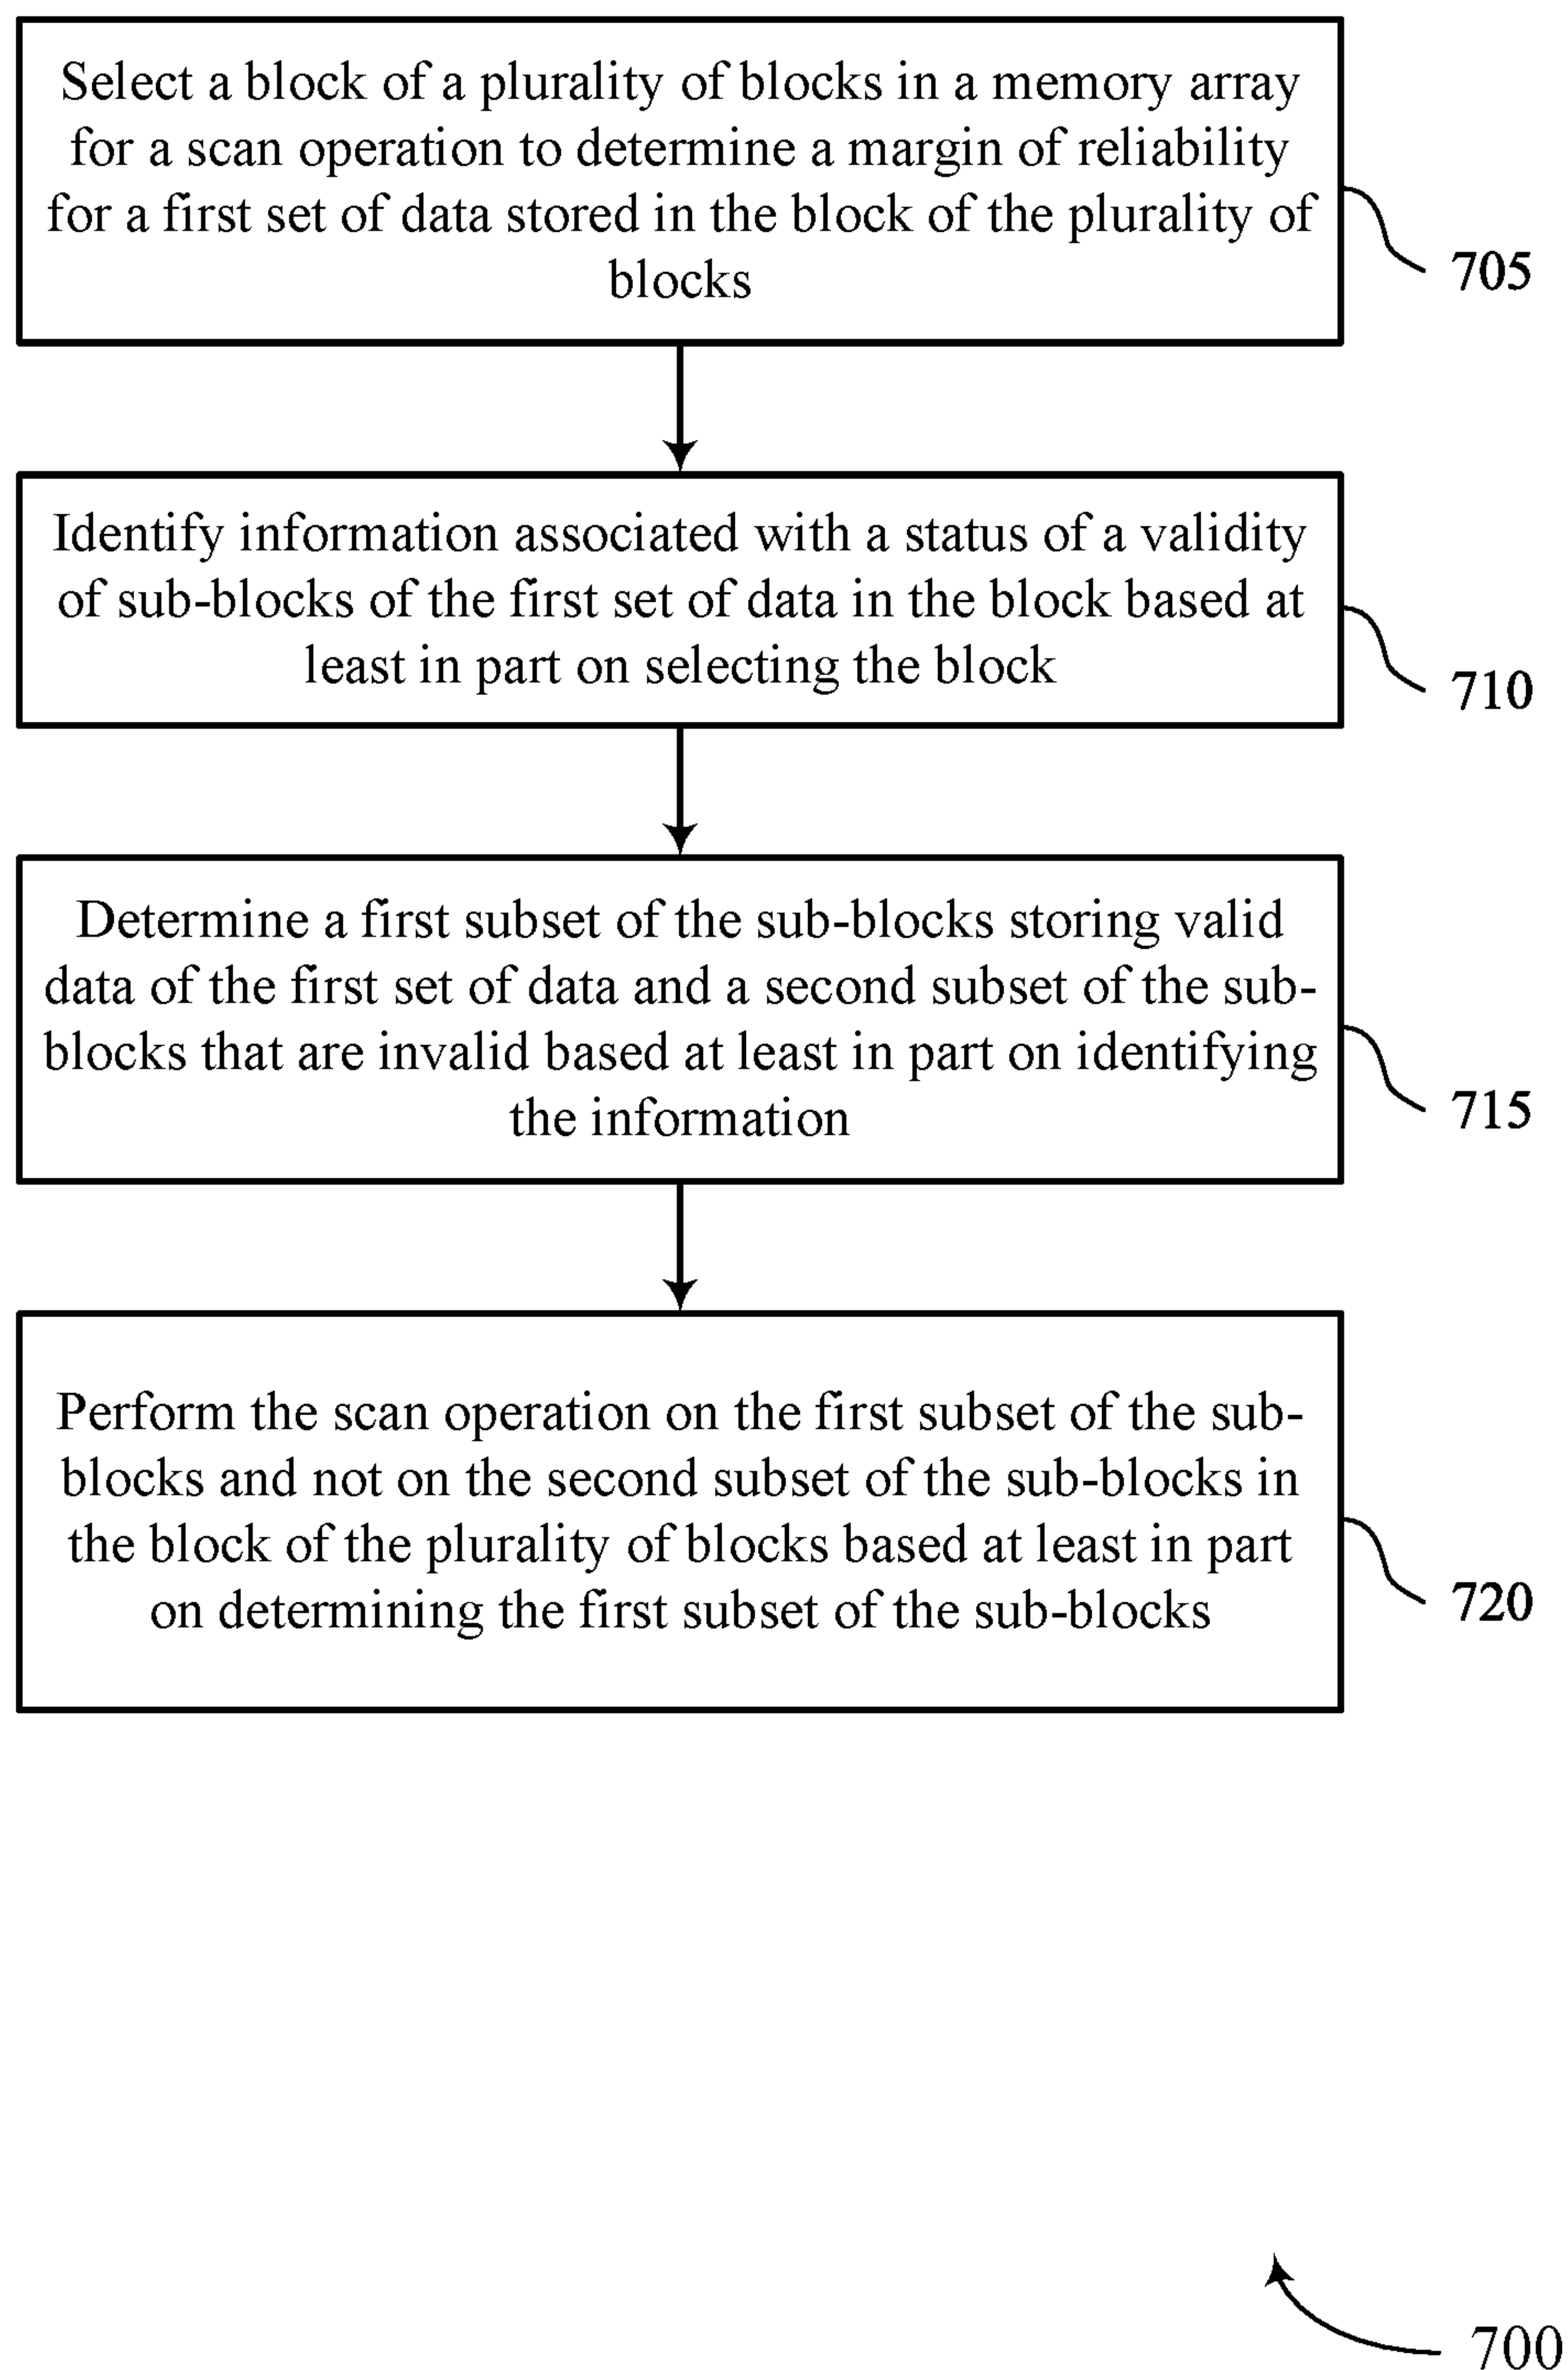 Select a block of a plurality of blocks in a memory array
for a scan operation to determine a margin of reliability
for a first set of data stored in the block of the plurality of
blocks
705
Identify information associated with a status of a validity
of sub-blocks of the first set of data in the block based at
least in part on selecting the block
710
Determine a first subset of the sub-blocks storing valid
data of the first set of data and a second subset of the sub-
blocks that are invalid based at least in part on identifying
the information
715
Perform the scan operation on the first subset of the sub-
blocks and not on the second subset of the sub-blocks in
the block of the plurality of blocks based at least in part
on determining the first subset of the sub-blocks
720
700